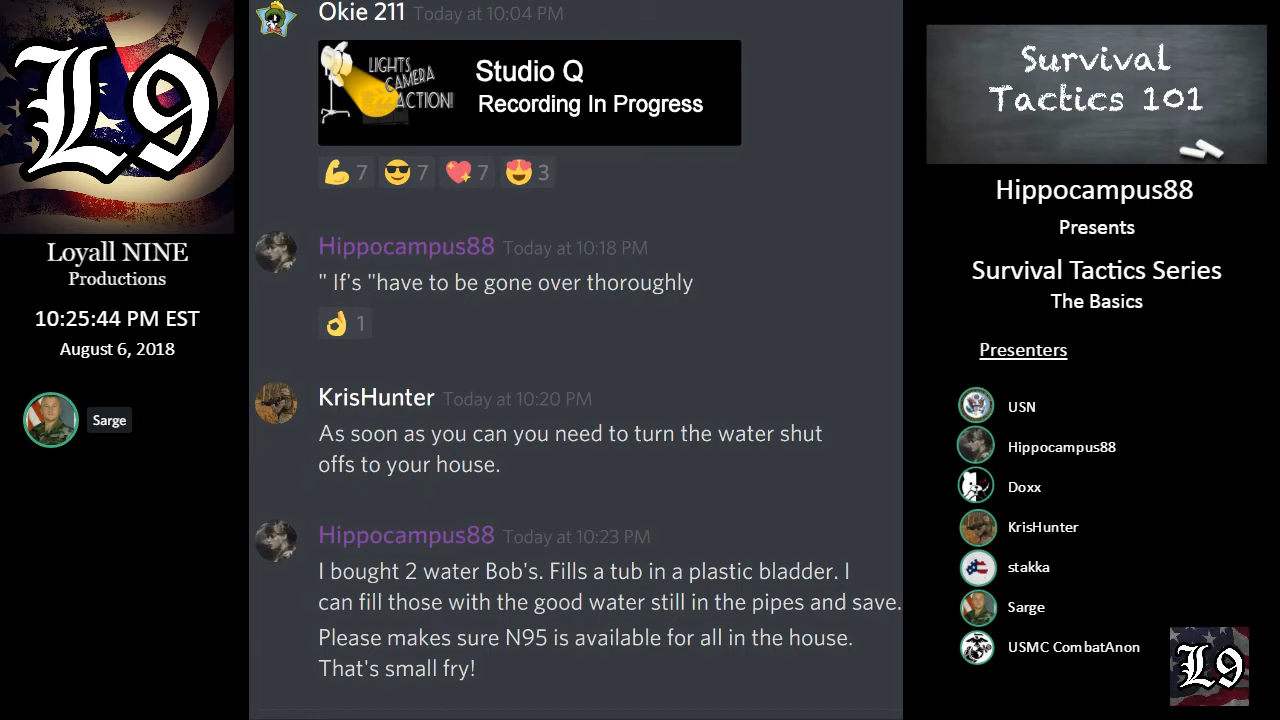 L9
Loyall NINE
Productions
10:25:44 PM EST
August 6, 2018
Sarge
Okie 211 Today at 10:04 PM
LIGHTS
CAMERA
ACTION!
Studio Q
Recording In Progress
7 7 7 3
Hippocampus88 Today at 10:18 PM
" If's "have to be gone over thoroughly
1
KrisHunter Today at 10:20 PM
As soon as you can you need to turn the water shut
offs to your house.
Hippocampus88 Today at 10:23 PM
I bought 2 water Bob's. Fills a tub in a plastic bladder. I
can fill those with the good water still in the pipes and save.
Please makes sure N95 is available for all in the house.
That's small fry!
Survival
Tactics 101
Hippocampus88
Presents
Survival Tactics Series
The Basics
Presenters
USN
Hippocampus88
Doxx
KrisHunter
stakka
Sarge
USMC CombatAnon
L9